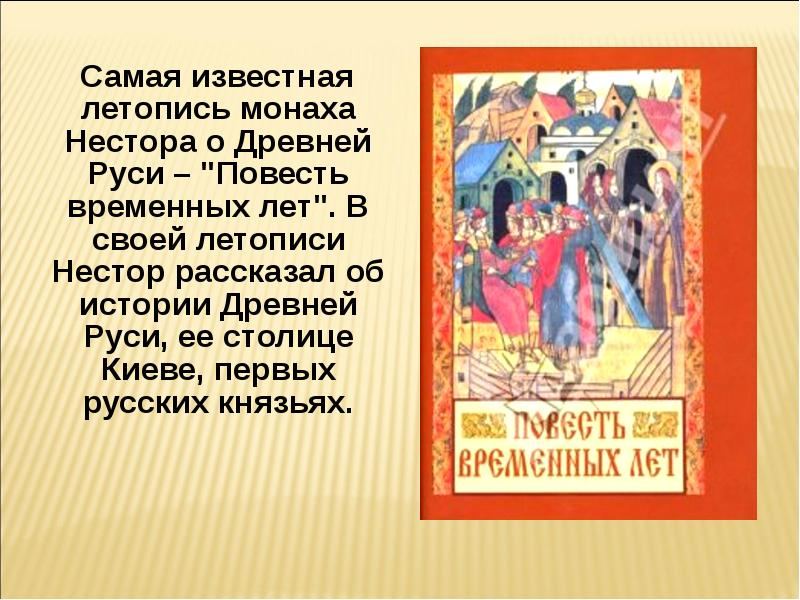 Самая известная
летопись монаха
Нестора о Древней
Руси – "Повесть
временных лет". В
своей летописи
Нестор рассказал об
истории Древней
Руси, ее столице
Киеве, первых
русских князьях.
ПОВЕСТЬ
ВРЕМЕННЫХ ЛЕТ